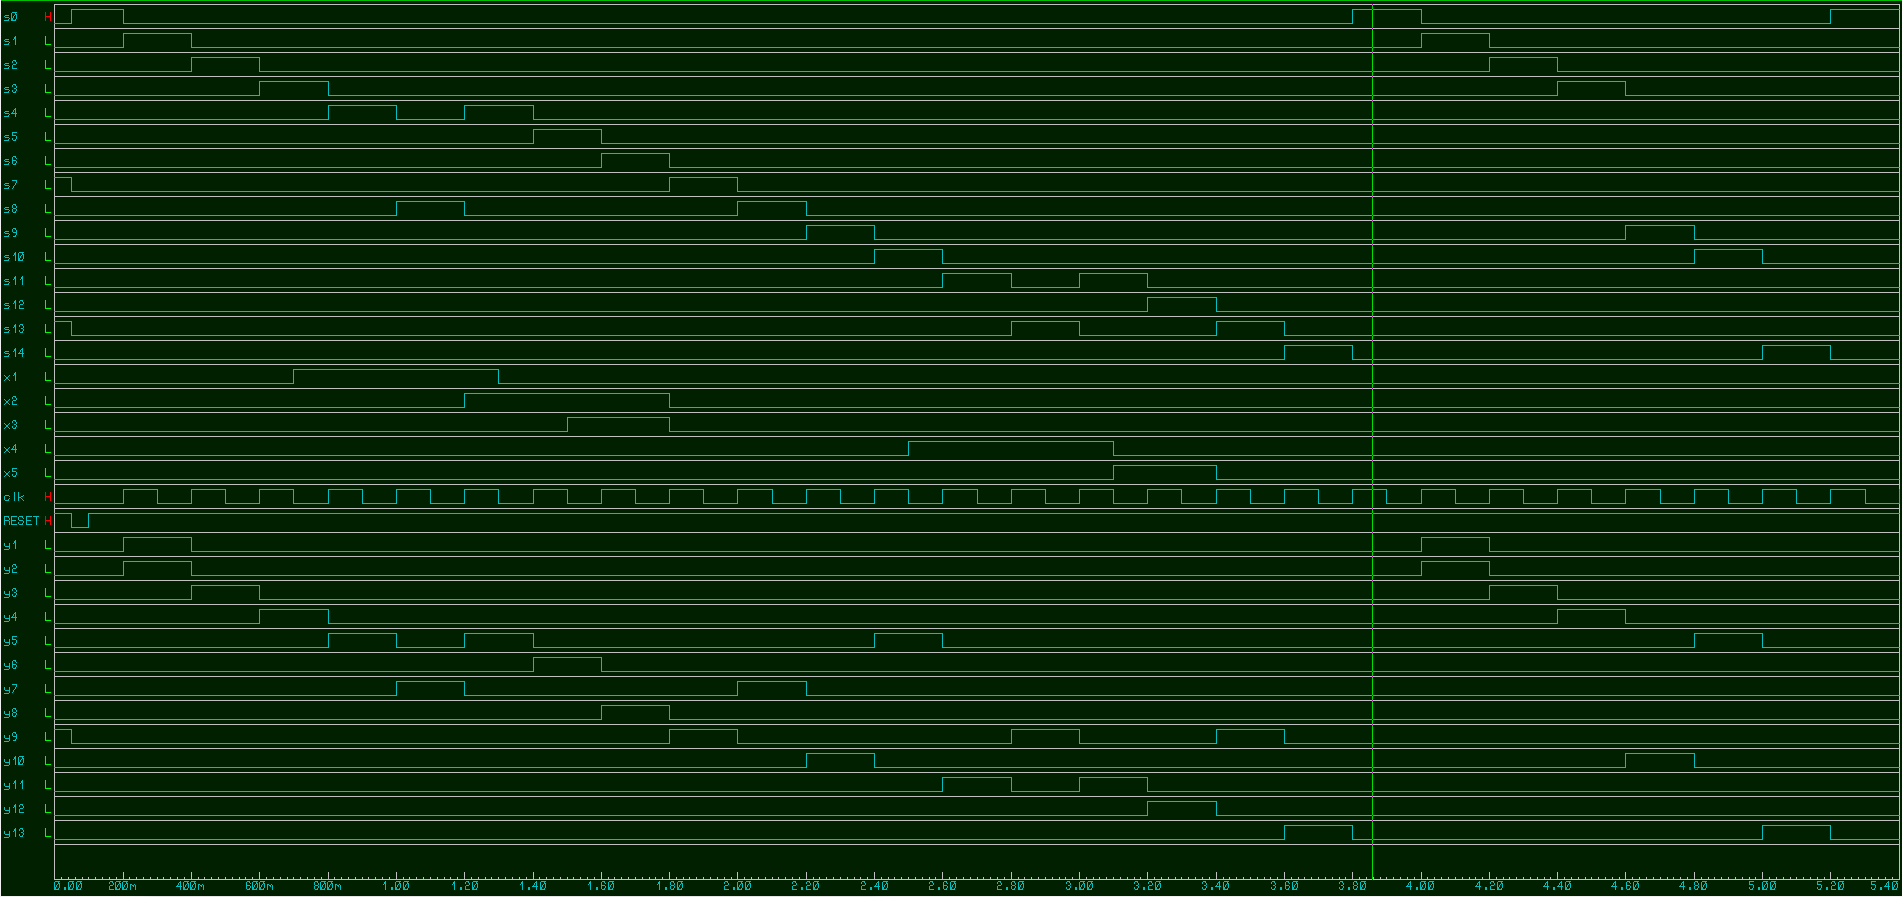 s0 H
s1 L
s2 L
s3 L
s4 L
s5 L
s6 L
s7 L
s8 L
s9 L
s10 L
s11 L
s12 L
s13 L
s14 L
x1 L
x2 L
x3 L
x4 L
x5 L
clk H
RESET H
y1 L
y2 L
y3 L
y4 L
y5 L
y6 L
y7 L
y8 L
y9 L
y10 L
y11 L
y12 L
y13 L
0.00 200m 400m 600m 800m 1.00 1.20 1.40 1.60 1.80 2.00 2.20 2.40 2.60 2.80 3.00 3.20 3.40 3.60 3.80 4.00 4.20 4.40 4.60 4.80 5.00 5.20 5.40